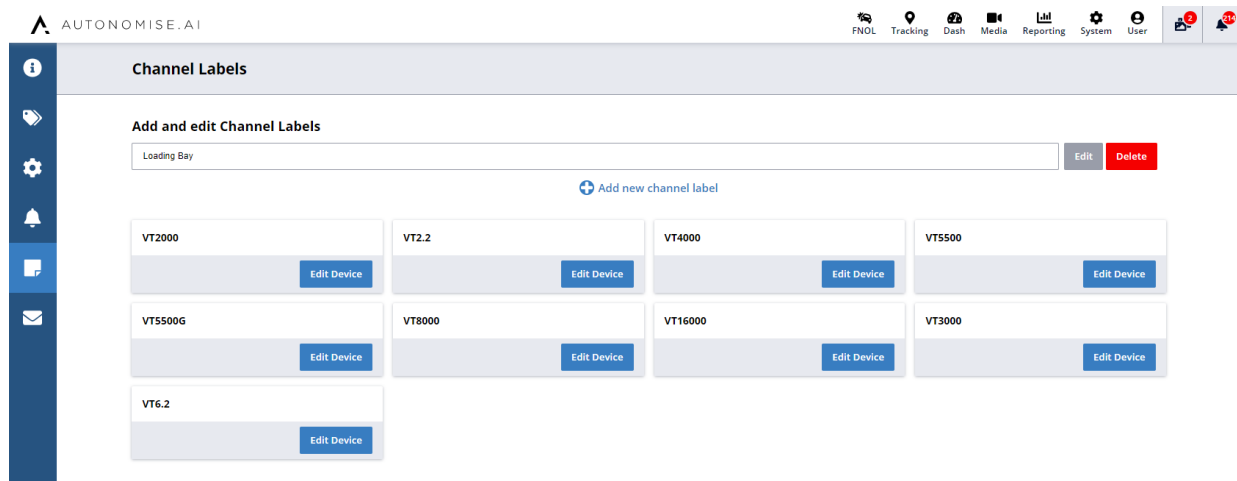 AUTONOMISE.AI
FNOL Tracking Dash Media Reporting System User
2
214
Channel Labels
Add and edit Channel Labels
Loading Bay
Edit Delete
Add new channel label
VT2000 VT2.2 VT4000 VT5500
Edit Device Edit Device Edit Device Edit Device
VT5500G VT8000 VT16000 VT3000
Edit Device Edit Device Edit Device Edit Device
VT6.2
Edit Device